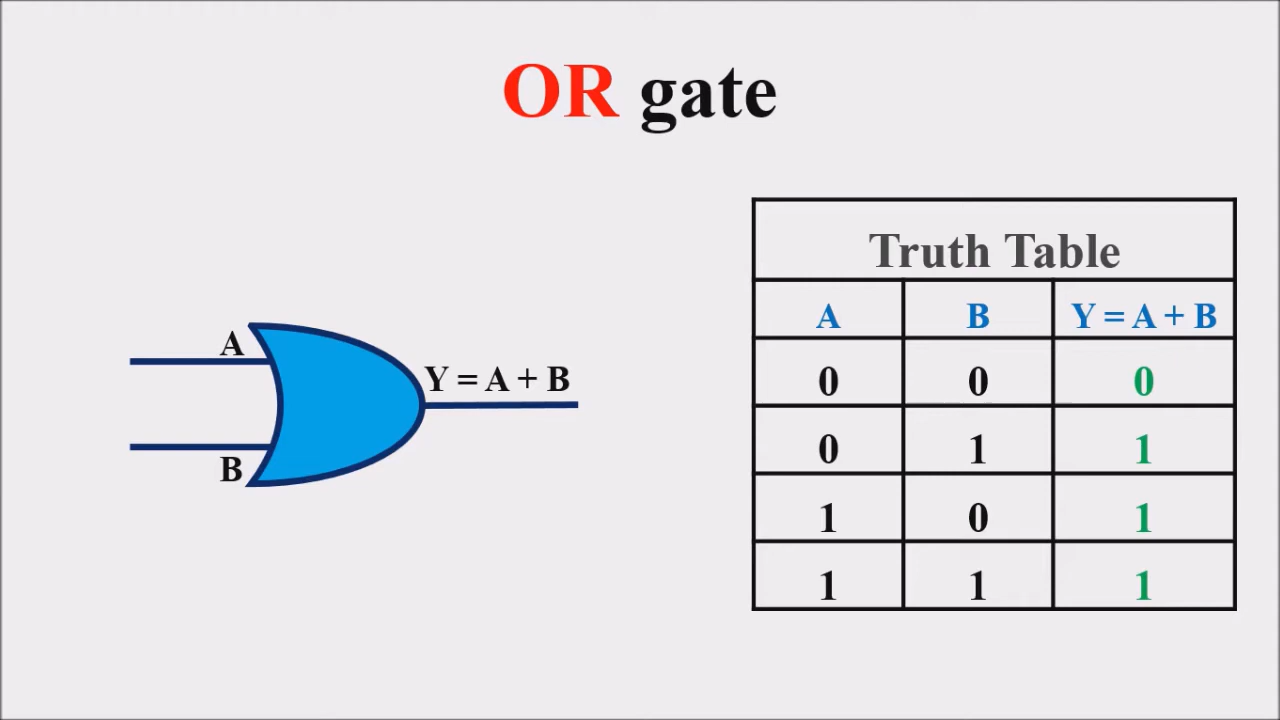 OR gate
A
Y = A + B
B
Truth Table
A B Y = A + B
0 0 0
0 1 1
1 0 1
1 1 1